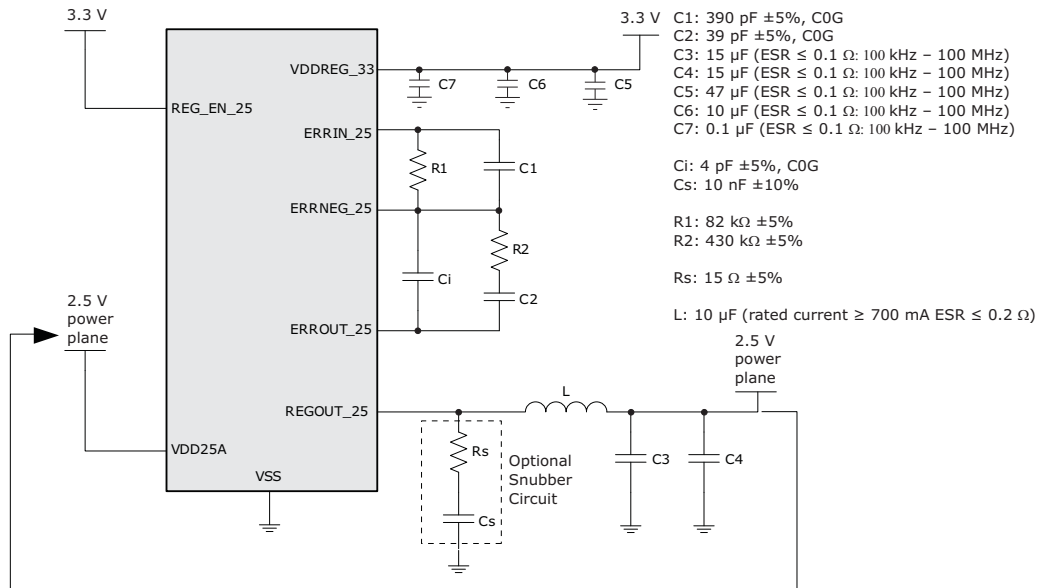 3.3 V
3.3 V
C1: 390 pF ±5%, C0G
C2: 39 pF ±5%, C0G
C3: 15 µF (ESR ≤ 0.1 Ω: 100 kHz – 100 MHz)
C4: 15 µF (ESR ≤ 0.1 Ω: 100 kHz – 100 MHz)
C5: 47 µF (ESR ≤ 0.1 Ω: 100 kHz – 100 MHz)
C6: 10 µF (ESR ≤ 0.1 Ω: 100 kHz – 100 MHz)
C7: 0.1 µF (ESR ≤ 0.1 Ω: 100 kHz – 100 MHz)
Ci: 4 pF ±5%, C0G
Cs: 10 nF ±10%
R1: 82 kΩ ±5%
R2: 430 kΩ ±5%
Rs: 15 Ω ±5%
L: 10 µF (rated current ≥ 700 mA ESR ≤ 0.2 Ω)
VDDREG_33
C7
C6
C5
REG_EN_25
ERRIN_25
R1
C1
ERRNEG_25
R2
Ci
C2
ERROUT_25
2.5 V
power
plane
2.5 V
power
plane
REGOUT_25
L
VDD25A
VSS
Rs
Cs
Optional
Snubber
Circuit
C3
C4